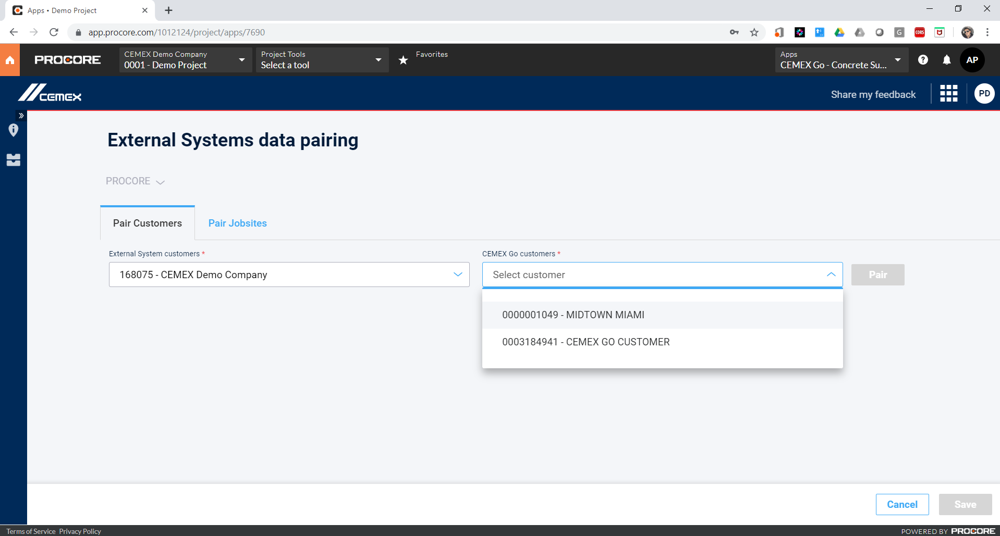 Apps • Demo Project
app.procore.com/1012124/project/apps/7690
G
CORS
PROCORE
CEMEX Demo Company
0001 - Demo Project
Project Tools
Select a tool
Favorites
Apps
CEMEX Go - Concrete Su...
?
AP
CEMEX
Share my feedback
PD
External Systems data pairing
PROCORE
Pair Customers
Pair Jobsites
External System customers *
CEMEX Go customers *
168075 - CEMEX Demo Company
Select customer
Pair
0000001049 - MIDTOWN MIAMI
0003184941 - CEMEX GO CUSTOMER
Cancel
Save
Terms of Service Privacy Policy
POWERED BY PROCORE